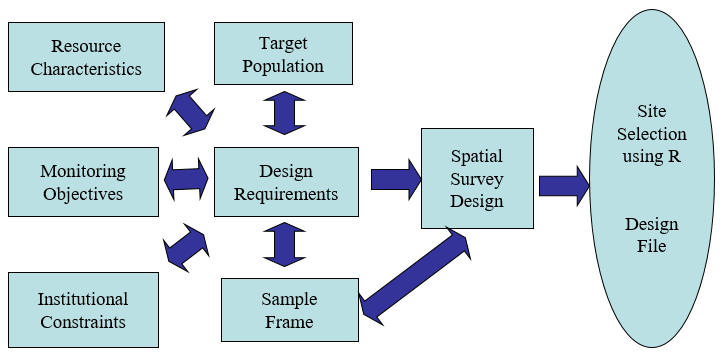 Resource
Characteristics
Target
Population
Monitoring
Objectives
Design
Requirements
Spatial
Survey
Design
Site
Selection
using R
Design
File
Institutional
Constraints
Sample
Frame